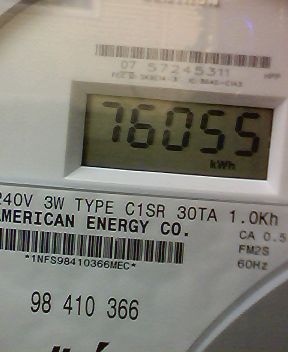 07 57245311
76055
kWh
240V 3W TYPE C1SR 30TA 1.0Kh
AMERICAN ENERGY CO.
CA 0.5
FM2S
60Hz
*1NFS98410366MEC*
98 410 366